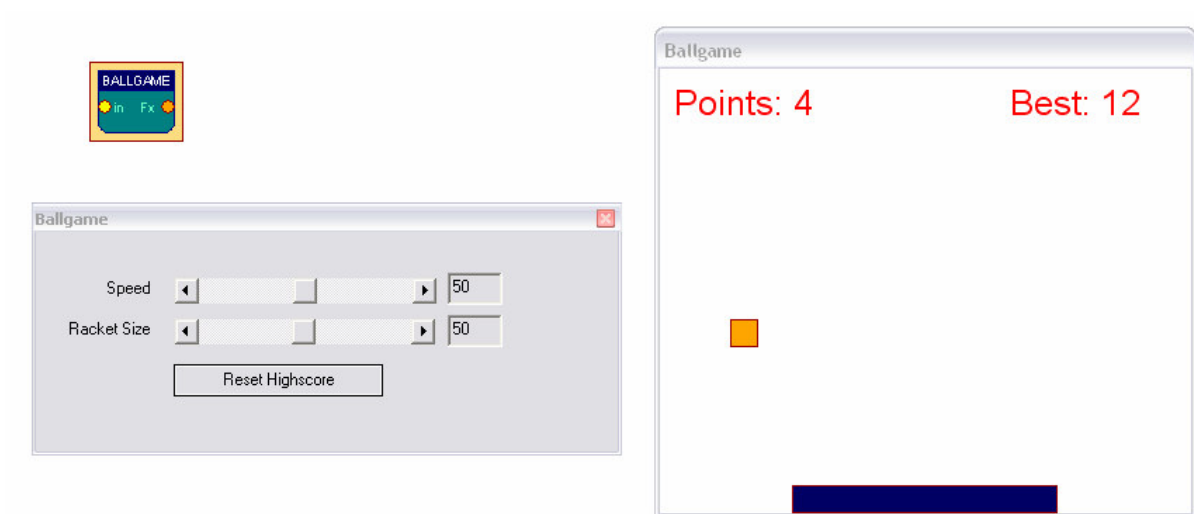 BALLGAME
in Fx
Ballgame
Speed 50
Racket Size 50
Reset Highscore
Ballgame
Points: 4 Best: 12